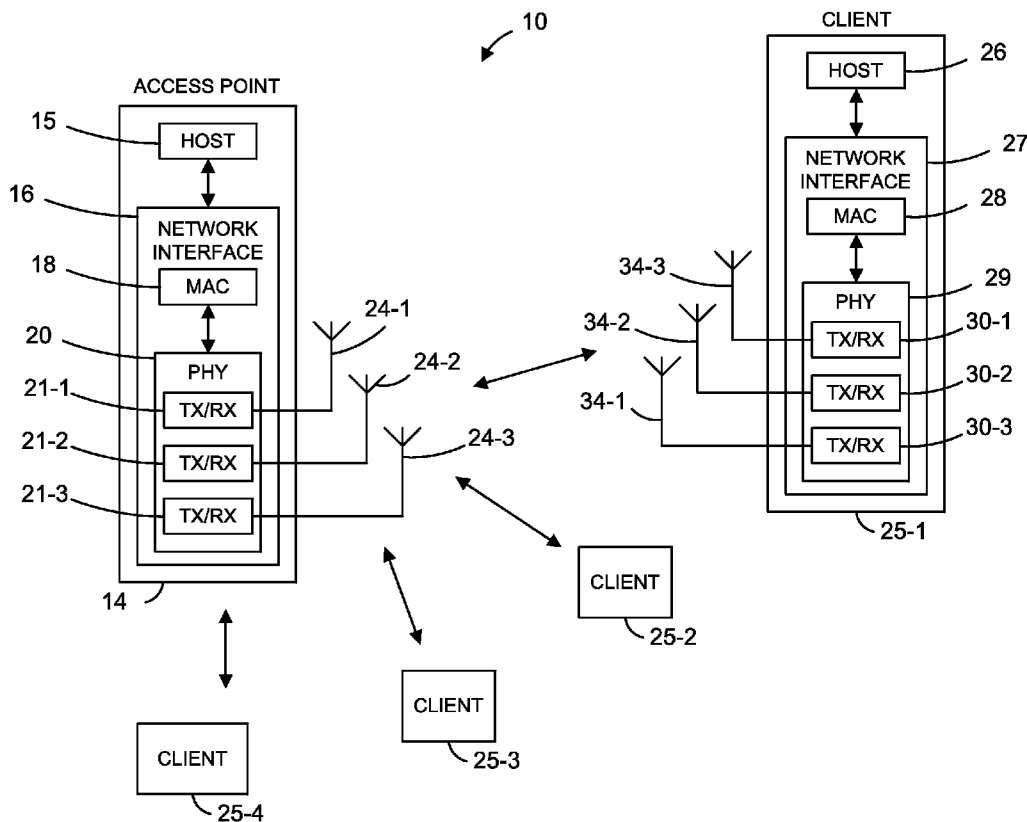 10
ACCESS POINT
15
HOST
16
NETWORK
INTERFACE
18
MAC
20
PHY
21-1
TX/RX
21-2
TX/RX
21-3
TX/RX
14
24-1
24-2
24-3
CLIENT
HOST
26
NETWORK
INTERFACE
27
MAC
28
PHY
29
34-3
TX/RX
30-1
34-2
TX/RX
30-2
34-1
TX/RX
30-3
25-1
CLIENT
25-2
CLIENT
25-3
CLIENT
25-4